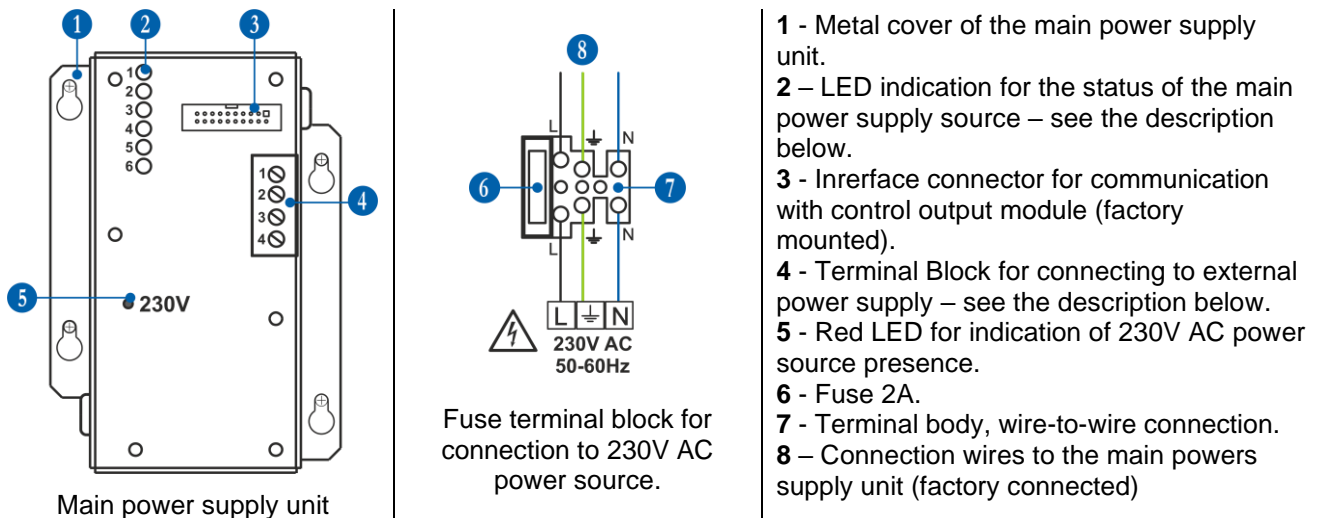 1
2
3
1
2
3
4
5
6
1
2
3
4
4
5
230V
Main power supply unit
8
L
N
6
7
L
N
L
N
230V AC
50-60Hz
Fuse terminal block for
connection to 230V AC
power source.
1 - Metal cover of the main power supply
unit.
2 – LED indication for the status of the main
power supply source – see the description
below.
3 - Inrerface connector for communication
with control output module (factory
mounted).
4 - Terminal Block for connecting to external
power supply – see the description below.
5 - Red LED for indication of 230V AC power
source presence.
6 - Fuse 2A.
7 - Terminal body, wire-to-wire connection.
8 – Connection wires to the main powers
supply unit (factory connected)